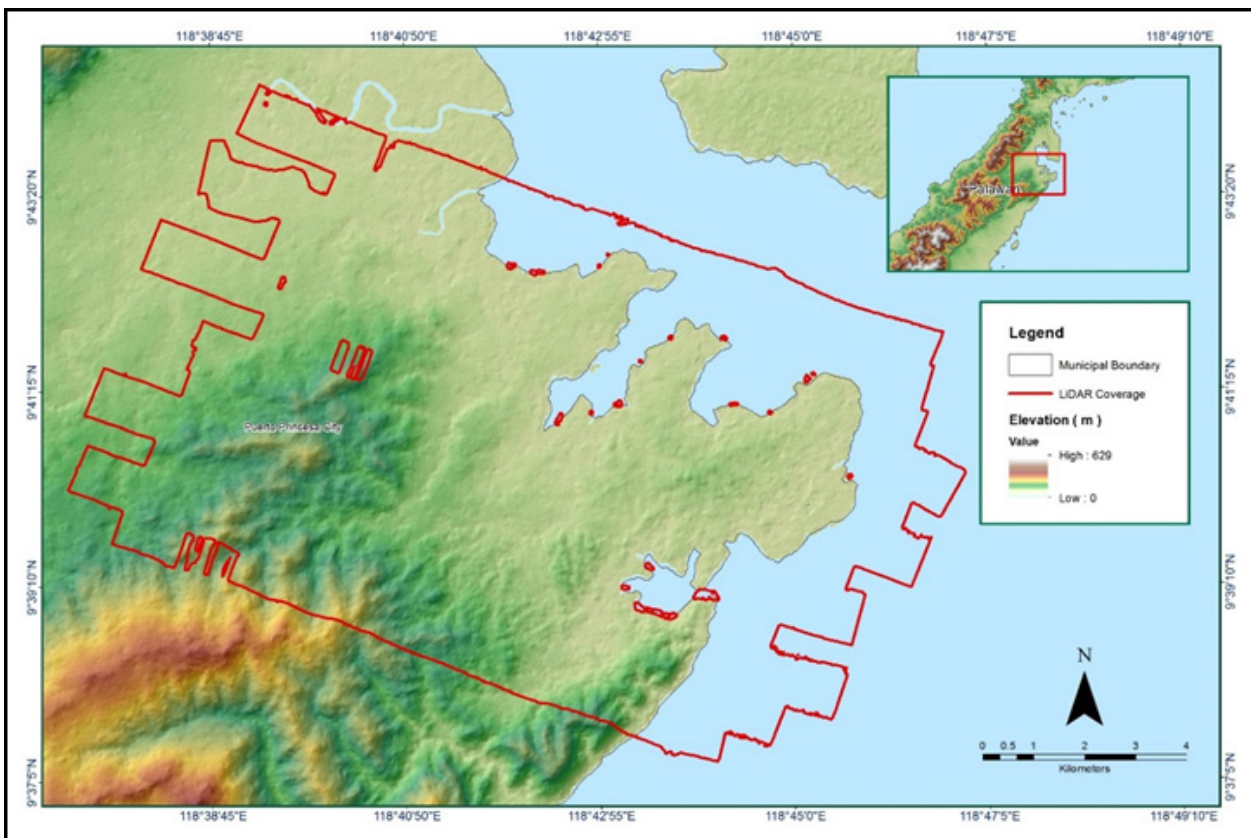 118°38'45"E 118°40'50"E 118°42'55"E 118°45'0"E 118°47'5"E 118°49'10"E
9°43'20"N 9°43'20"N
Palawan
Legend
Municipal Boundary
LiDAR Coverage
9°41'15"N 9°41'15"N
Elevation ( m )
Value
High : 629
Low : 0
Puerto Princesa City
9°39'10"N 9°39'10"N
N
0 0.5 1 2 3 4
Kilometers
9°37'5"N 9°37'5"N
118°38'45"E 118°40'50"E 118°42'55"E 118°45'0"E 118°47'5"E 118°49'10"E